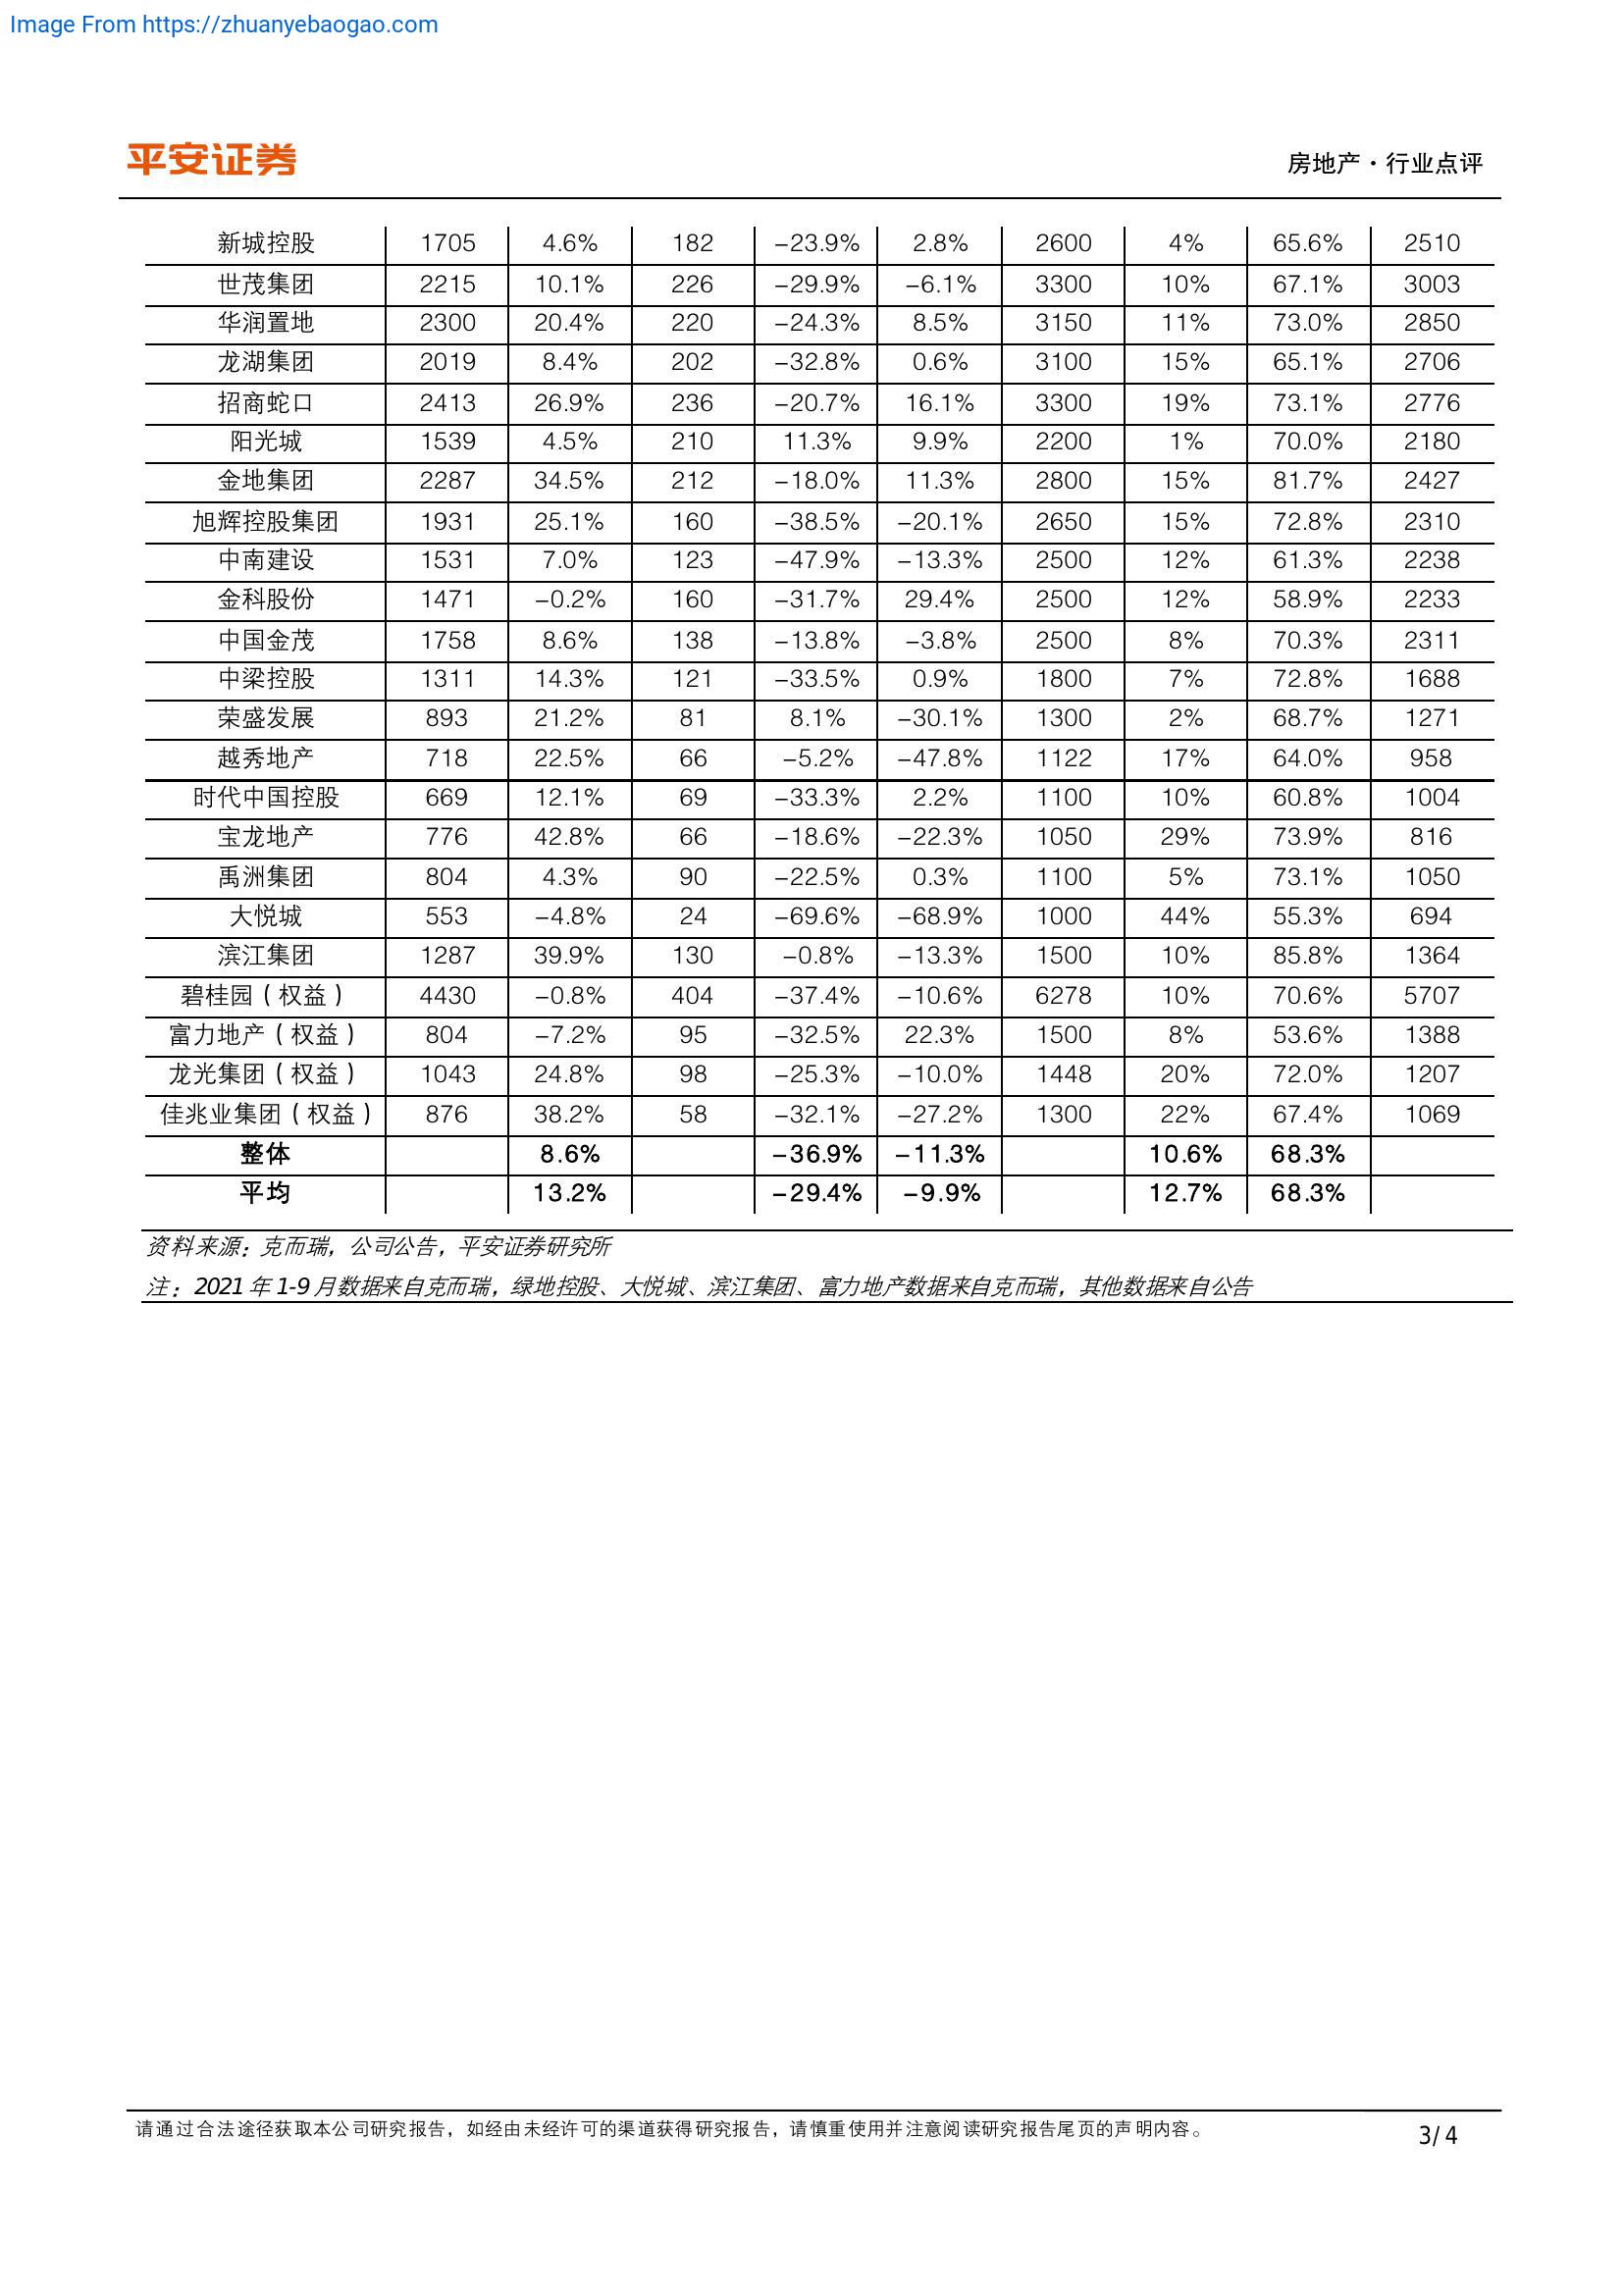 Image From https://zhuanyebaogao.com
平安证券
房地产·行业点评
新城控股 1705 4.6% 182 -23.9% 2.8% 2600 4% 65.6% 2510
世茂集团 2215 10.1% 226 -29.9% -6.1% 3300 10% 67.1% 3003
华润置地 2300 20.4% 220 -24.3% 8.5% 3150 11% 73.0% 2850
龙湖集团 2019 8.4% 202 -32.8% 0.6% 3100 15% 65.1% 2706
招商蛇口 2413 26.9% 236 -20.7% 16.1% 3300 19% 73.1% 2776
阳光城 1539 4.5% 210 11.3% 9.9% 2200 1% 70.0% 2180
金地集团 2287 34.5% 212 -18.0% 11.3% 2800 15% 81.7% 2427
旭辉控股集团 1931 25.1% 160 -38.5% -20.1% 2650 15% 72.8% 2310
中南建设 1531 7.0% 123 -47.9% -13.3% 2500 12% 61.3% 2238
金科股份 1471 -0.2% 160 -31.7% 29.4% 2500 12% 58.9% 2233
中国金茂 1758 8.6% 138 -13.8% -3.8% 2500 8% 70.3% 2311
中梁控股 1311 14.3% 121 -33.5% 0.9% 1800 7% 72.8% 1688
荣盛发展 893 21.2% 81 8.1% -30.1% 1300 2% 68.7% 1271
越秀地产 718 22.5% 66 -5.2% -47.8% 1122 17% 64.0% 958
时代中国控股 669 12.1% 69 -33.3% 2.2% 1100 10% 60.8% 1004
宝龙地产 776 42.8% 66 -18.6% -22.3% 1050 29% 73.9% 816
禹洲集团 804 4.3% 90 -22.5% 0.3% 1100 5% 73.1% 1050
大悦城 553 -4.8% 24 -69.6% -68.9% 1000 44% 55.3% 694
滨江集团 1287 39.9% 130 -0.8% -13.3% 1500 10% 85.8% 1364
碧桂园（权益） 4430 -0.8% 404 -37.4% -10.6% 6278 10% 70.6% 5707
富力地产（权益） 804 -7.2% 95 -32.5% 22.3% 1500 8% 53.6% 1388
龙光集团（权益） 1043 24.8% 98 -25.3% -10.0% 1448 20% 72.0% 1207
佳兆业集团（权益） 876 38.2% 58 -32.1% -27.2% 1300 22% 67.4% 1069
整体 8.6% -36.9% -11.3% 10.6% 68.3%
平均 13.2% -29.4% -9.9% 12.7% 68.3%
资料来源：克而瑞，公司公告，平安证券研究所
注：2021 年 1-9 月数据来自克而瑞，绿地控股、大悦城、滨江集团、富力地产数据来自克而瑞，其他数据来自公告
请通过合法途径获取本公司研究报告，如经由未经许可的渠道获得研究报告，请慎重使用并注意阅读研究报告尾页的声明内容。
3/ 4